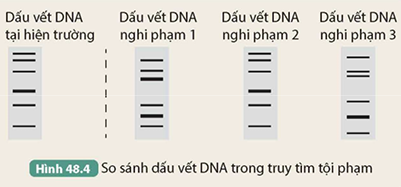 Dấu vết DNA
tại hiện trường
Dấu vết DNA
nghi phạm 1
Dấu vết DNA
nghi phạm 2
Dấu vết DNA
nghi phạm 3
Hình 48.4 So sánh dấu vết DNA trong truy tìm tội phạm